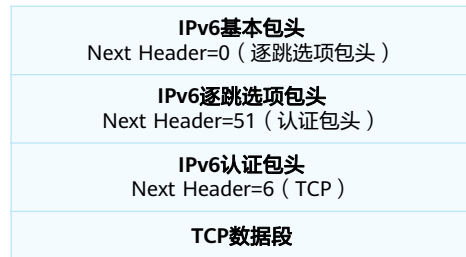 IPv6基本包头
Next Header=0（逐跳选项包头）
IPv6逐跳选项包头
Next Header=51（认证包头）
IPv6认证包头
Next Header=6（TCP）
TCP数据段